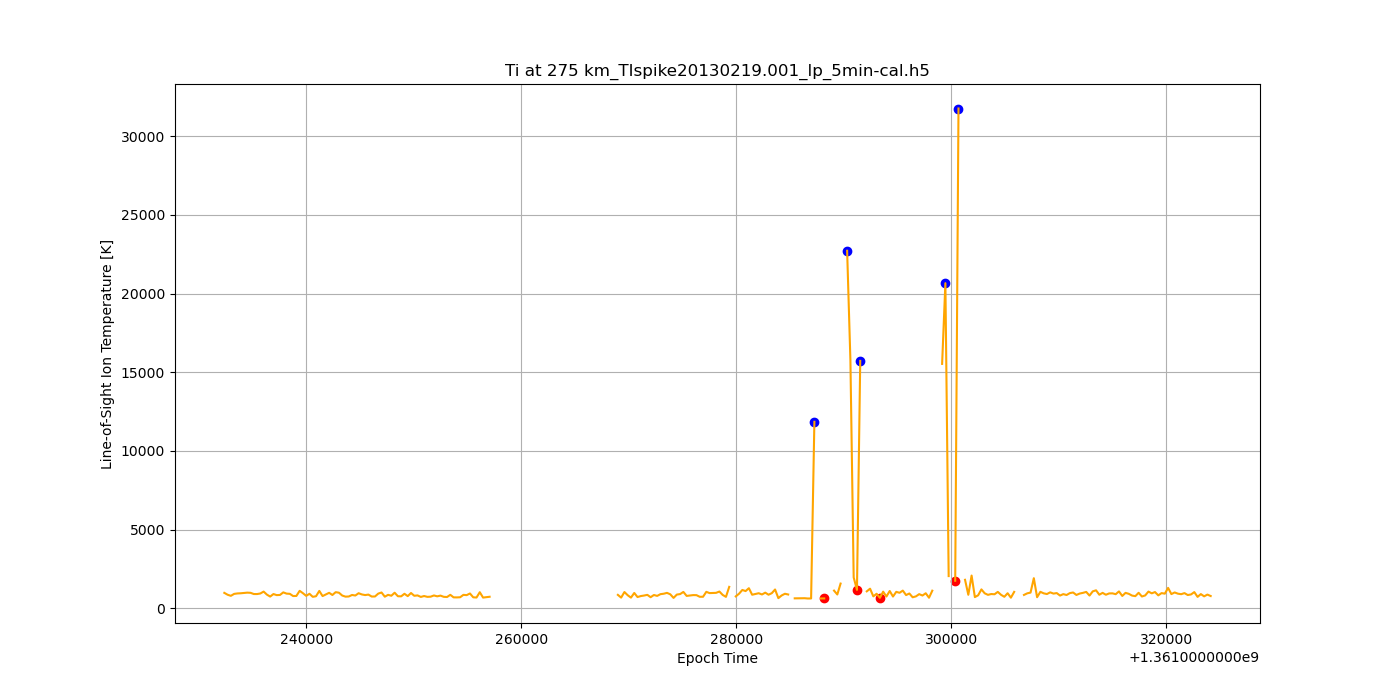 Ti at 275 km_TIspike20130219.001_lp_5min-cal.h5
Line-of-Sight Ion Temperature [K]
30000
25000
20000
15000
10000
5000
0
240000 260000 280000 300000 320000
Epoch Time
+1.3610000000e9